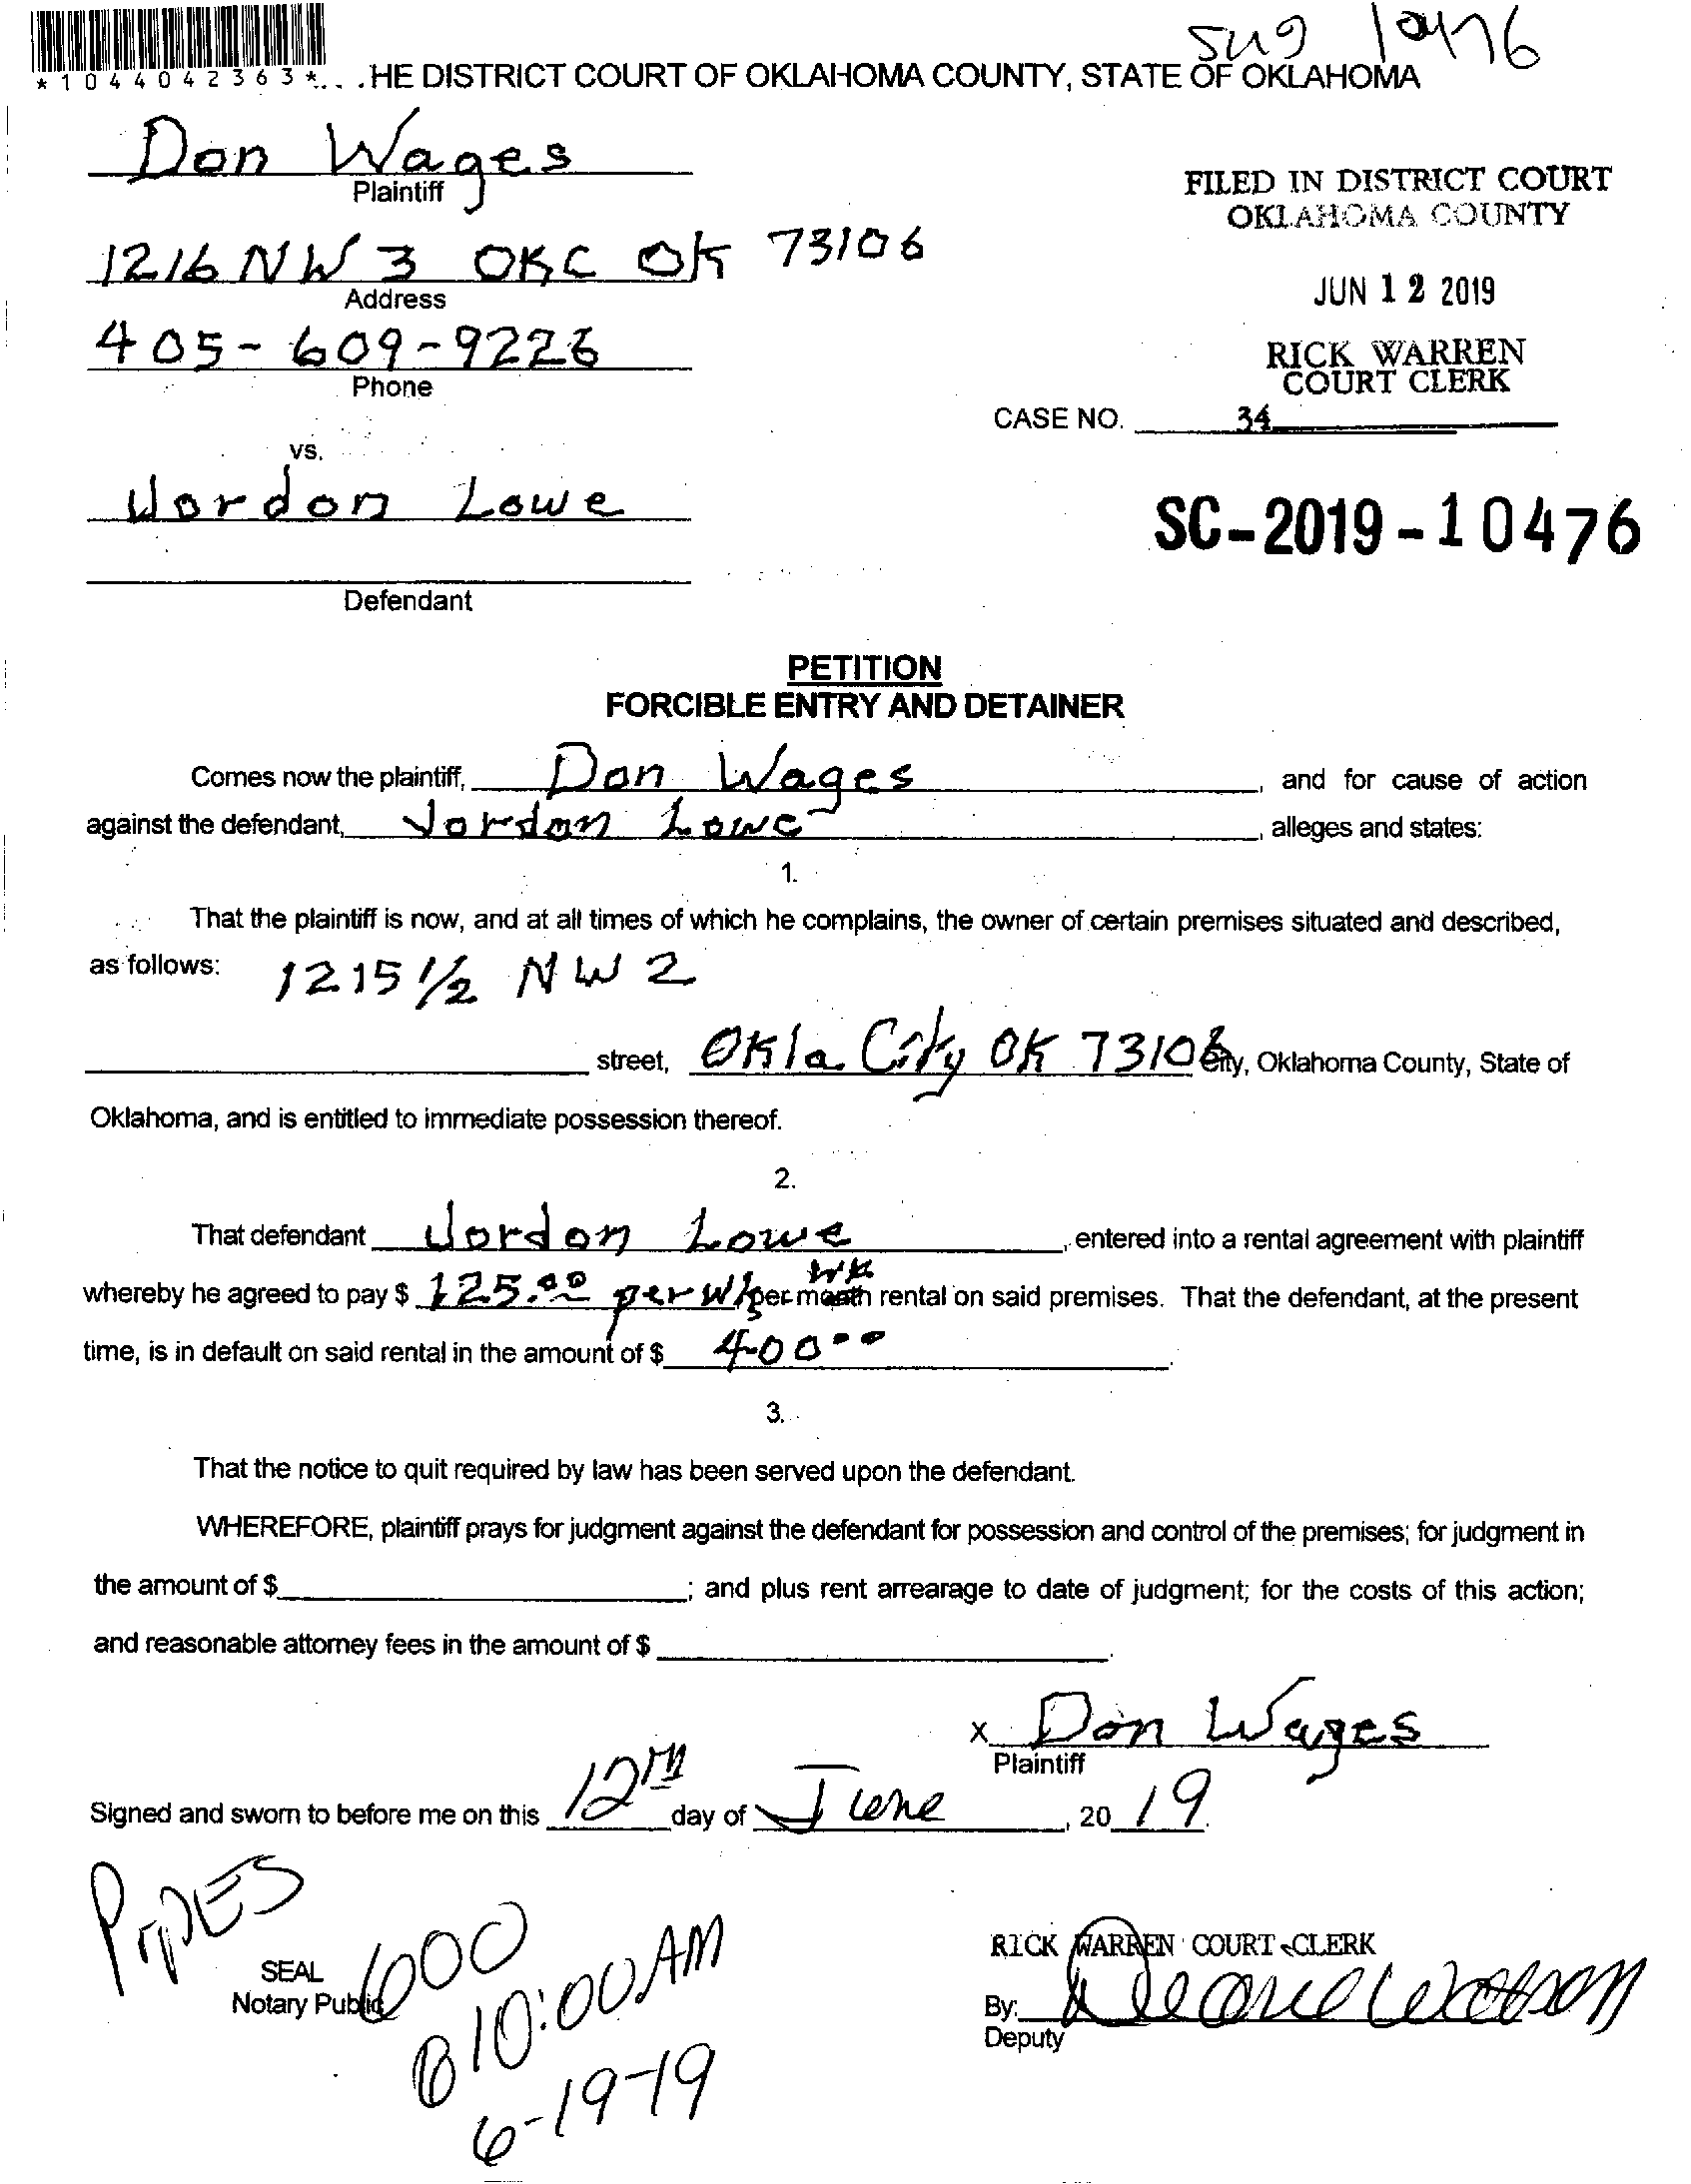 SC19 10476
*1044042363*. . .HE DISTRICT COURT OF OKLAHOMA COUNTY, STATE OF OKLAHOMA
Don Wages
Plaintiff
FILED IN DISTRICT COURT
OKLAHOMA COUNTY
1216 NW 3 OKC OK 73106
Address
JUN 12 2019
405-609-9226
Phone
RICK WARREN
COURT CLERK
CASE NO. 34
vs.
Jordon Lowe
SC-2019-10476
Defendant
PETITION
FORCIBLE ENTRY AND DETAINER
Comes now the plaintiff, Don Wages, and for cause of action
against the defendant, Jordon Lowe, alleges and states:
1.
That the plaintiff is now, and at all times of which he complains, the owner of certain premises situated and described,
as follows: 1215 1/2 NW 2
street, Okla City OK 73106 City, Oklahoma County, State of
Oklahoma, and is entitled to immediate possession thereof.
2.
That defendant Jordon Lowe, entered into a rental agreement with plaintiff
wk
whereby he agreed to pay $ 125.00 per wk per month rental on said premises. That the defendant, at the present
time, is in default on said rental in the amount of $ 400 00.
3.
That the notice to quit required by law has been served upon the defendant.
WHEREFORE, plaintiff prays for judgment against the defendant for possession and control of the premises; for judgment in
the amount of $; and plus rent arrearage to date of judgment; for the costs of this action;
and reasonable attorney fees in the amount of $.
x Don Wages
Plaintiff
Signed and sworn to before me on this 12th day of June, 2019.
SEAL
Notary Public
600
@ 10:00 AM
6-19-19
RICK WARREN COURT CLERK
By:
Deputy